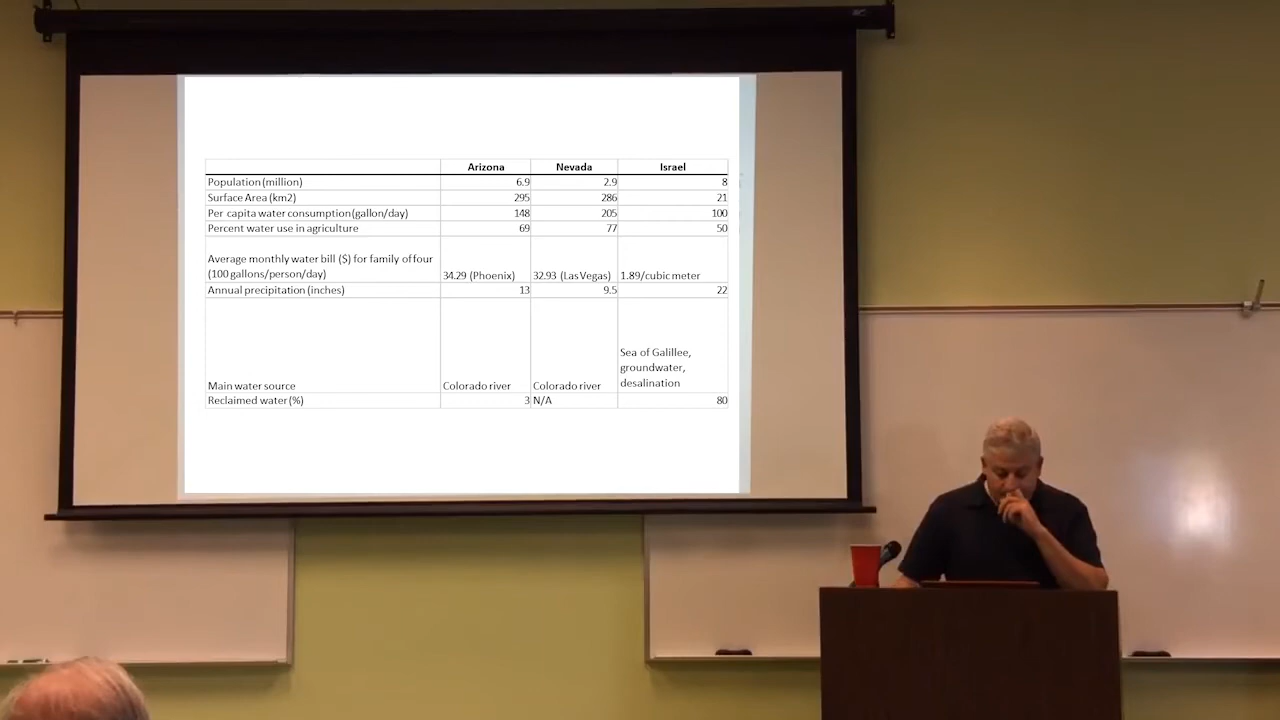 Arizona Nevada Israel
Population (million) 6.9 2.9 8
Surface Area (km2) 295 286 21
Per capita water consumption (gallon/day) 148 205 100
Percent water use in agriculture 69 77 50
Average monthly water bill ($) for family of four
(100 gallons/person/day) 34.29 (Phoenix) 32.93 (Las Vegas) 1.89/cubic meter
Annual precipitation (inches) 13 9.5 22
Sea of Galillee,
groundwater,
Main water source Colorado river Colorado river desalination
Reclaimed water (%) 3 N/A 80